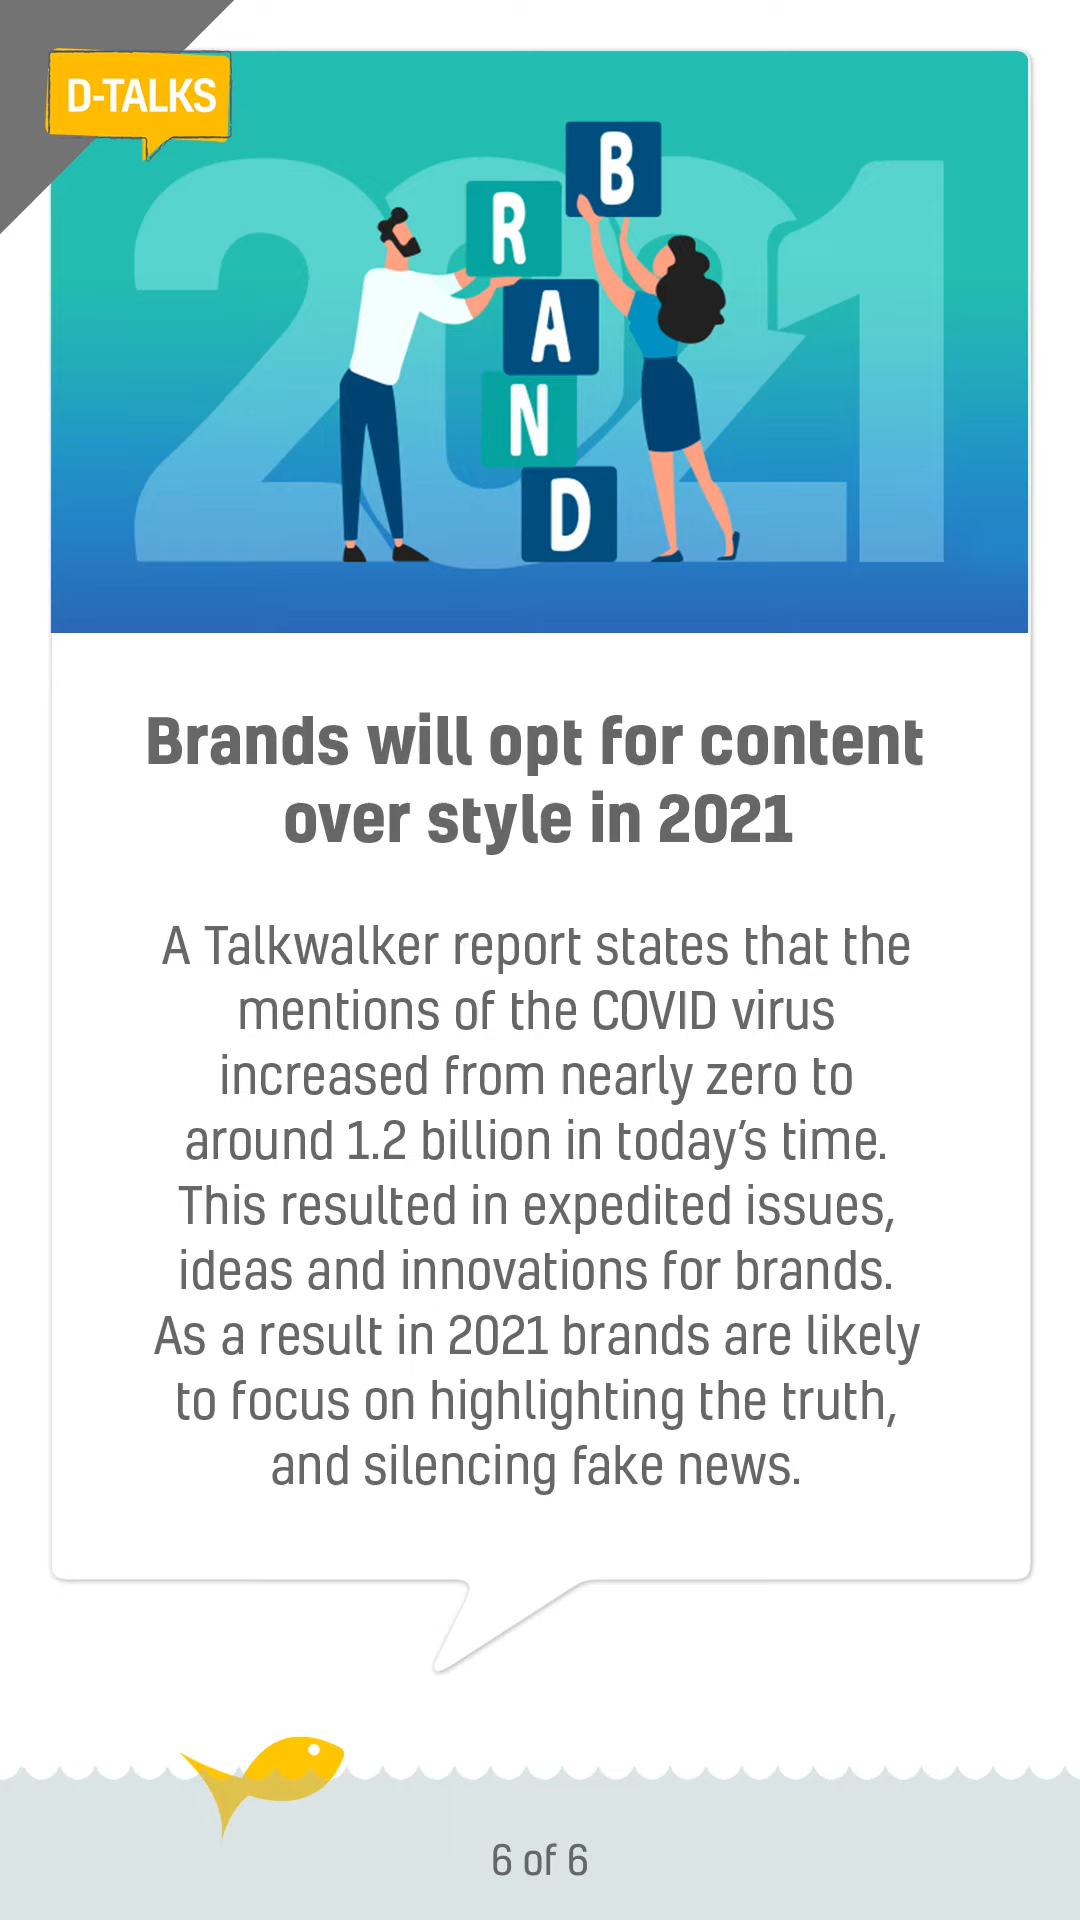 D-TALKS
2021
B
R
A
N
D
Brands will opt for content
over style in 2021
A Talkwalker report states that the
mentions of the COVID virus
increased from nearly zero to
around 1.2 billion in today’s time.
This resulted in expedited issues,
ideas and innovations for brands.
As a result in 2021 brands are likely
to focus on highlighting the truth,
and silencing fake news.
6 of 6